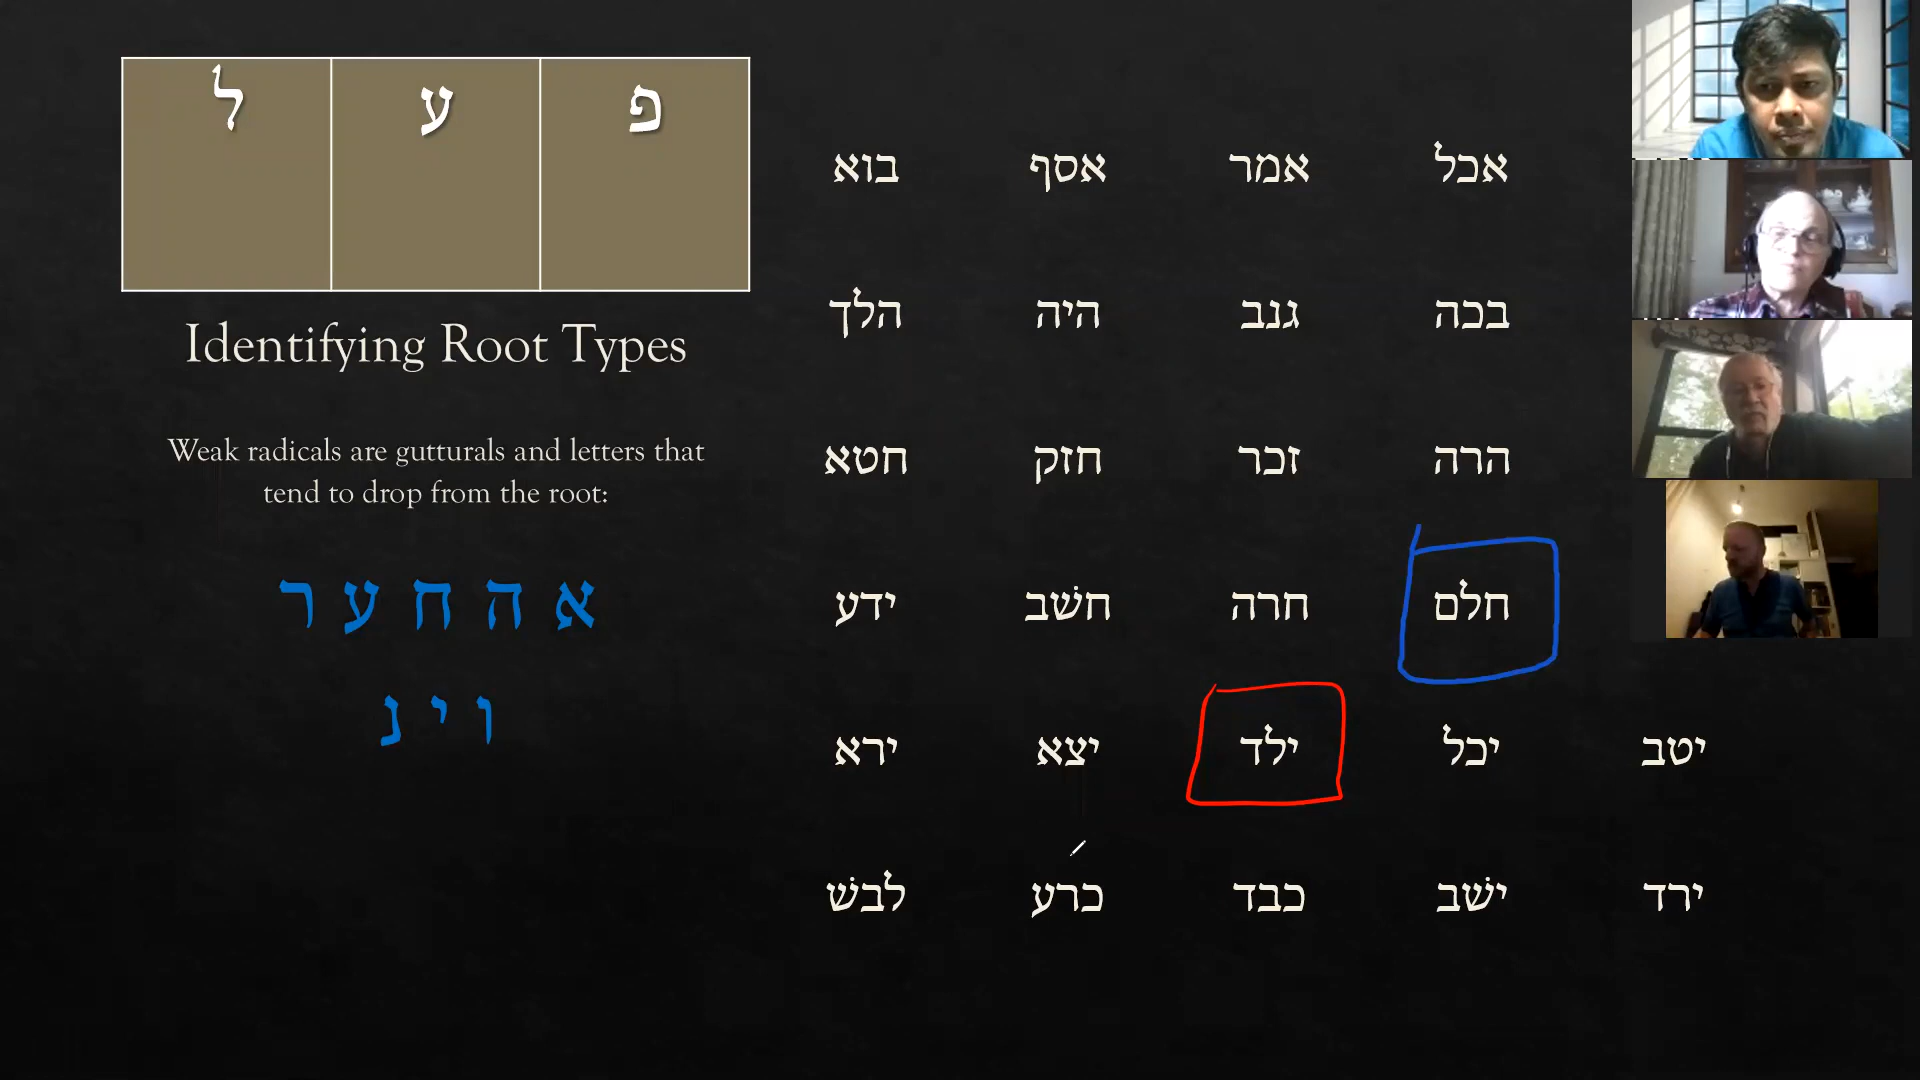 פ ע ל
Identifying Root Types
Weak radicals are gutturals and letters that
tend to drop from the root:
א ה ח ע ר
ו י נ
אכל אמר אסף בוא
בכה גנב היה הלך
הרה זכר חזק חטא
חלם חרה חשׁב ידע
יטב יכל ילד יצא ירא
ירד ישׁב כבד כרע לבשׁ